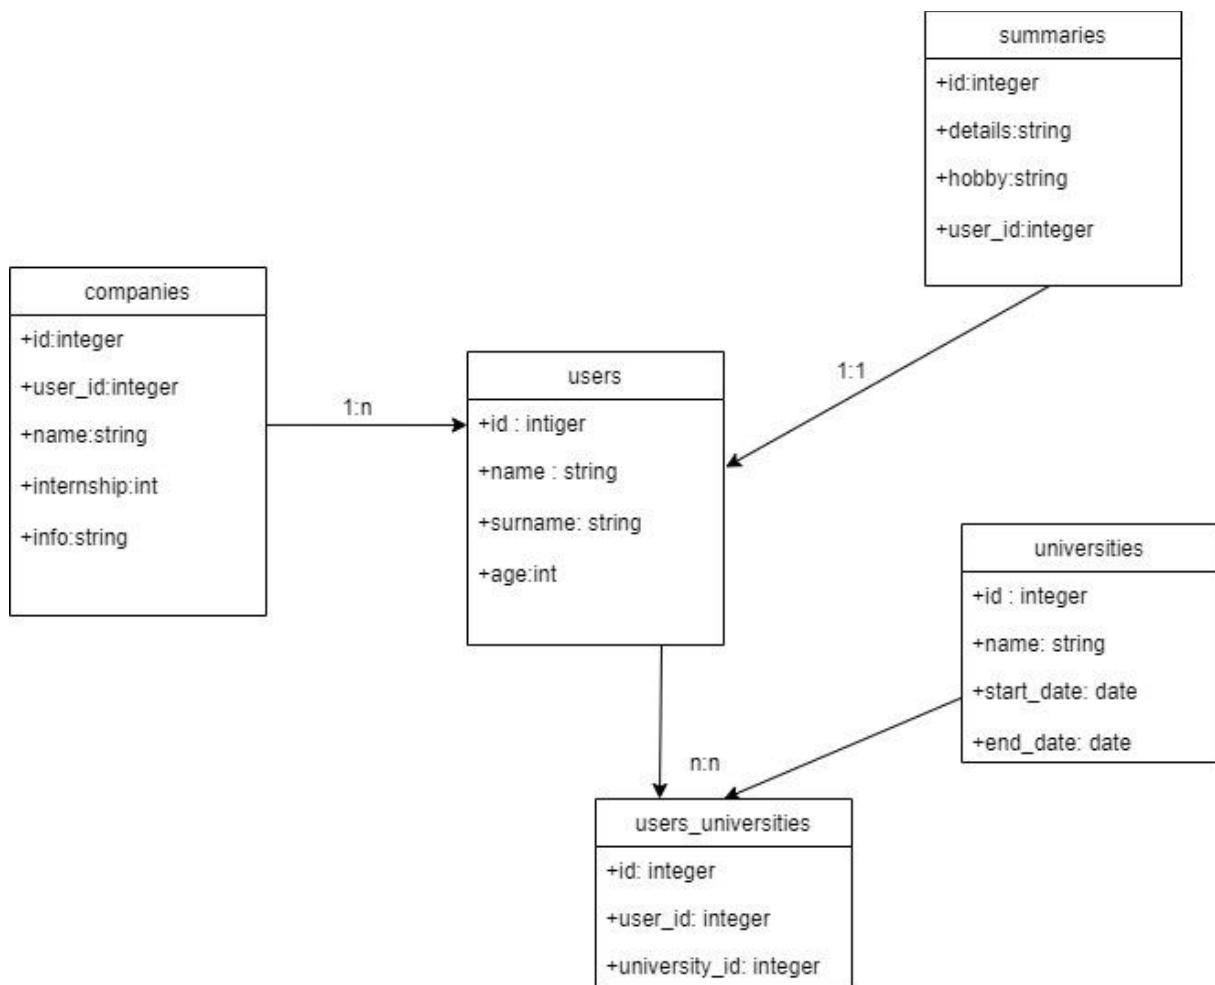 summaries
+id:integer
+details:string
+hobby:string
+user_id:integer
companies
+id:integer
+user_id:integer
+name:string
+internship:int
+info:string
1:n
users
+id : intiger
+name : string
+surname: string
+age:int
1:1
universities
+id : integer
+name: string
+start_date: date
+end_date: date
n:n
users_universities
+id: integer
+user_id: integer
+university_id: integer